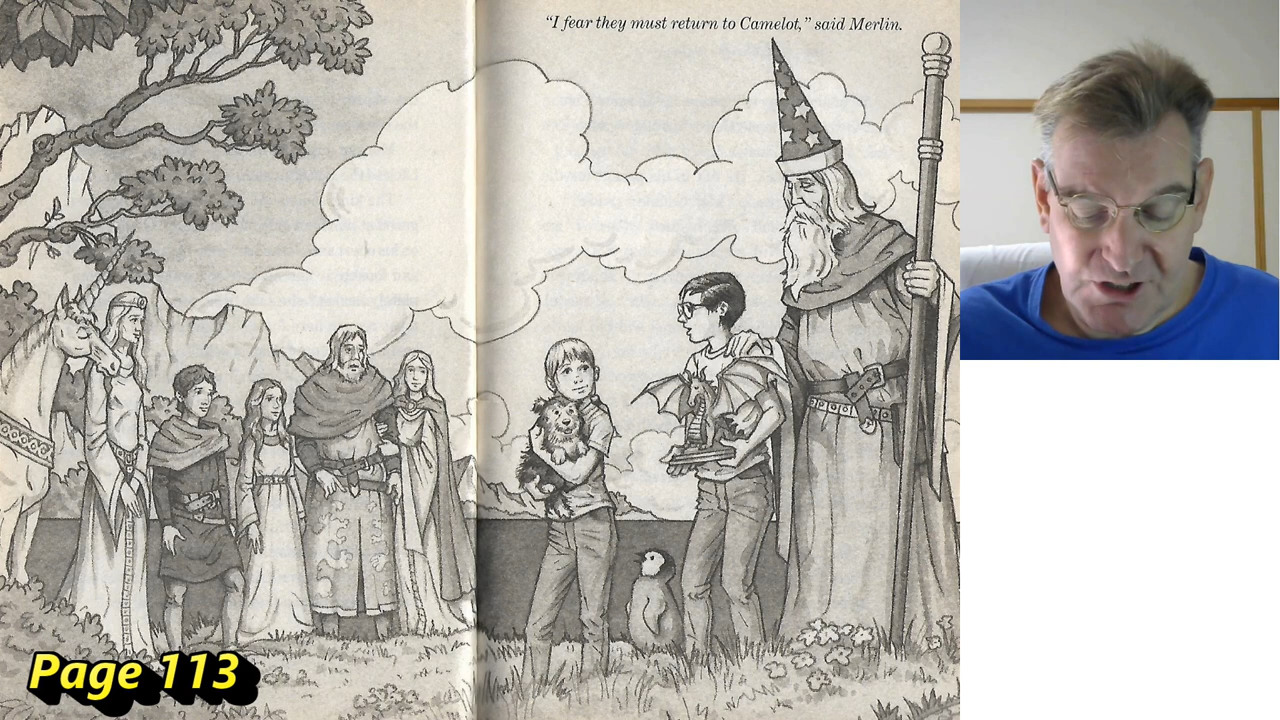 “I fear they must return to Camelot,” said Merlin.
Page 113